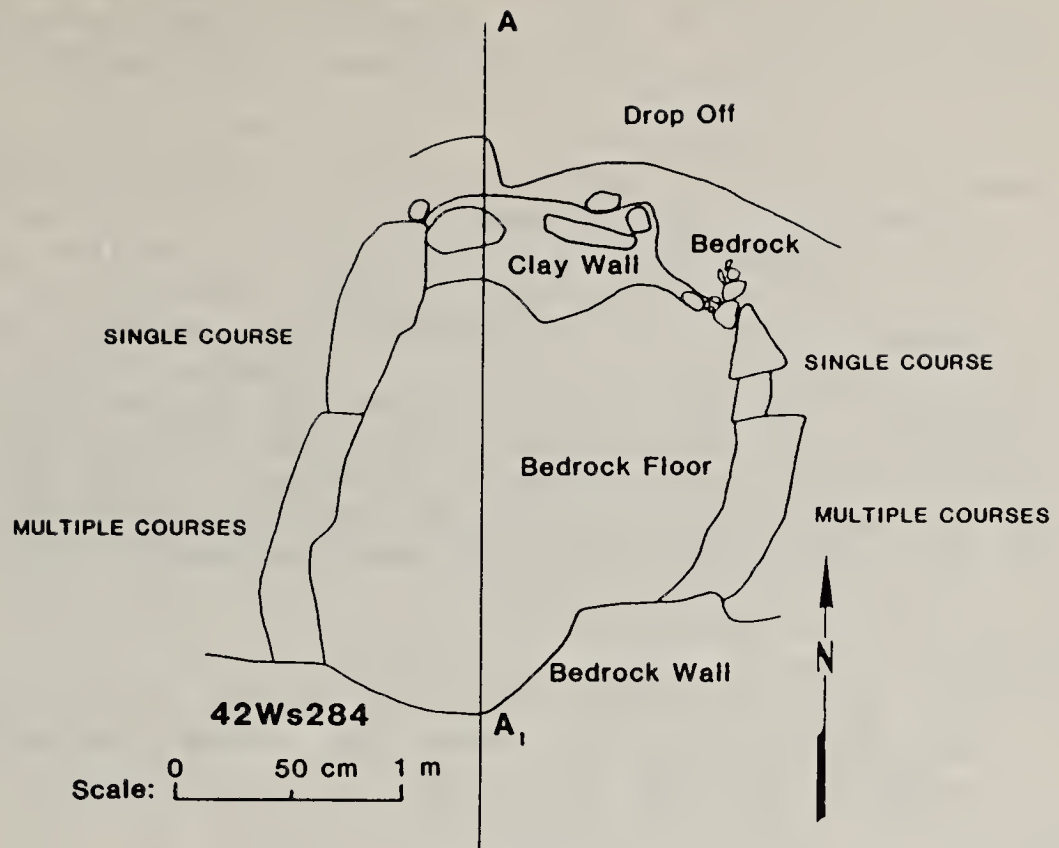 A
Drop Off
Bedrock
Clay Wall
SINGLE COURSE
SINGLE COURSE
Bedrock Floor
MULTIPLE COURSES
MULTIPLE COURSES
N
Bedrock Wall
42Ws284
A₁
0 50 cm 1 m
Scale: